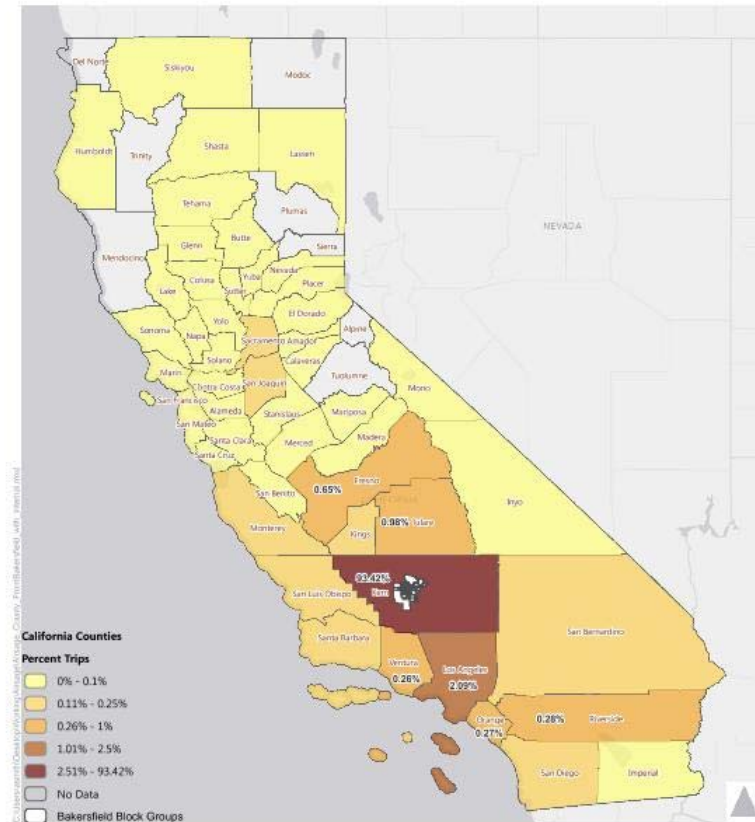 Del Norte
Siskiyou
Modoc
Humboldt
Trinity
Shasta
Lassen
Tehama
Plumas
Mendocino
Glenn
Butte
Sierra
NEVADA
Lake
Colusa
Sutter
Yuba
Nevada
Placer
Sonoma
Napa
Yolo
El Dorado
Sacramento
Amador
Alpine
Solano
Calaveras
Marin
Contra Costa
San Joaquin
Tuolumne
Mono
San Francisco
Alameda
Stanislaus
Mariposa
San Mateo
Santa Clara
Merced
Madera
Santa Cruz
San Benito
Fresno
0.65%
Inyo
Monterey
Kings
0.98%
Tulare
93.42%
Kern
San Luis Obispo
San Bernardino
Santa Barbara
Ventura
0.26%
Los Angeles
2.09%
Orange
0.27%
0.28%
Riverside
San Diego
Imperial
California Counties
Percent Trips
0% - 0.1%
0.11% - 0.25%
0.26% - 1%
1.01% - 2.5%
2.51% - 93.42%
No Data
Bakersfield Block Groups